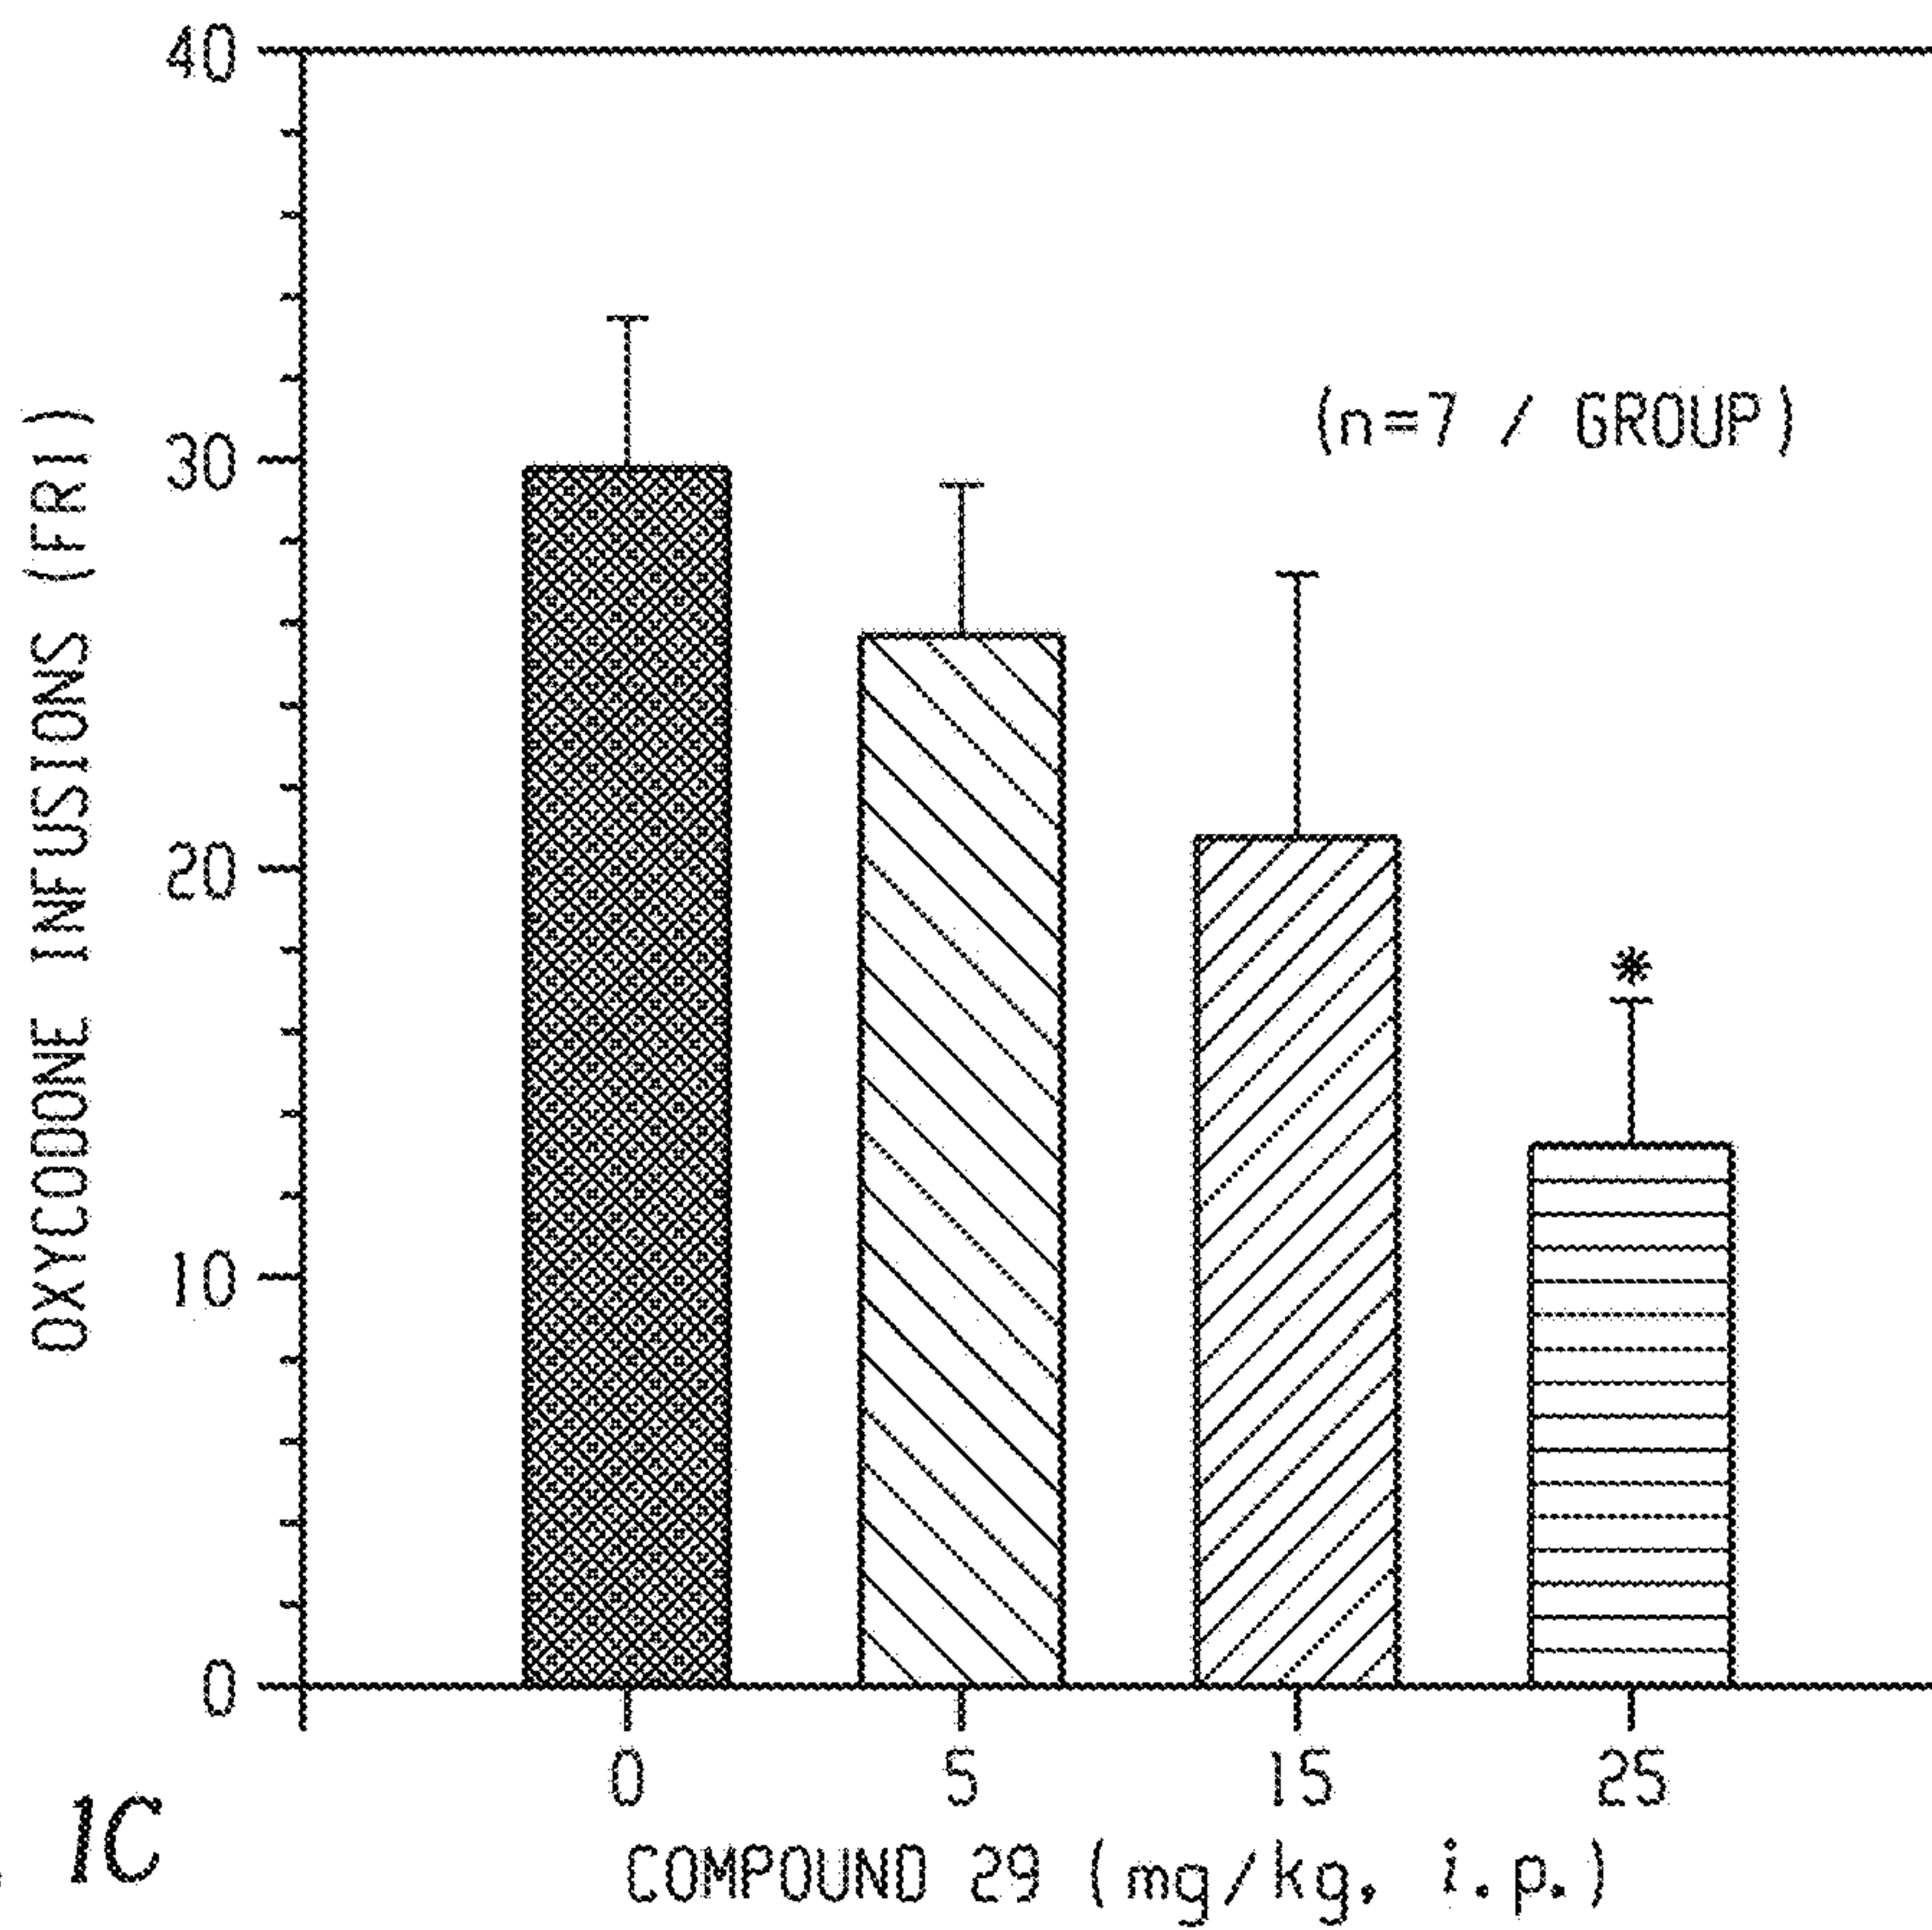 40
30
20
10
0
OXYCODONE INFUSIONS (FR1)
(n=7 / GROUP)
*
0 5 15 25
COMPOUND 29 (mg/kg, i.p.)
1C